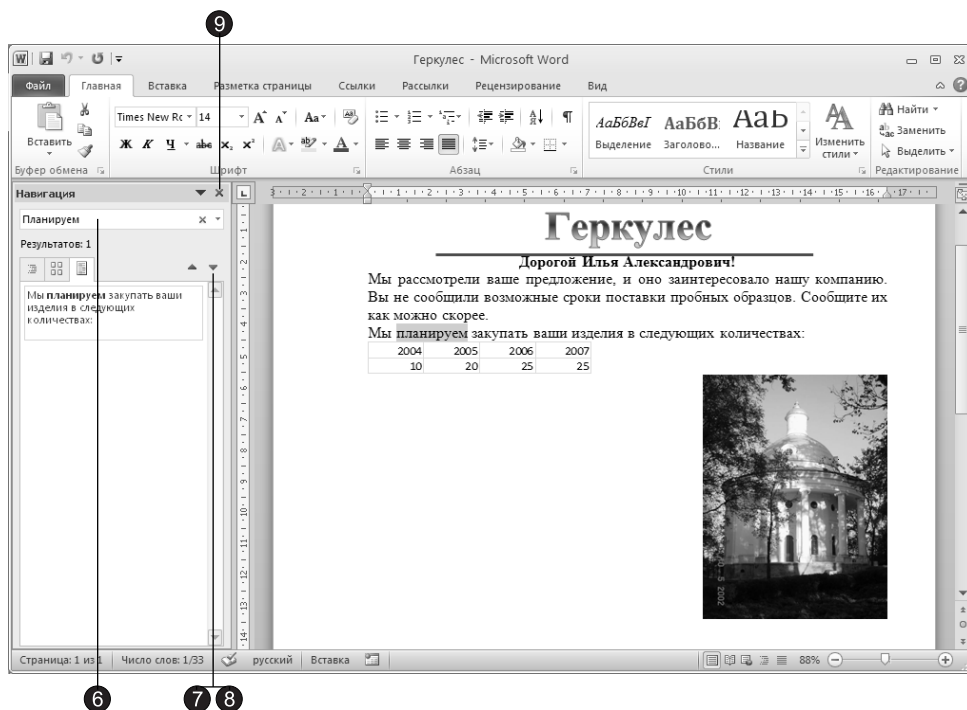 9
Геркулес - Microsoft Word
Файл Главная Вставка Разметка страницы Ссылки Рассылки Рецензирование Вид
Вставить
Times New Rc 14
Aa
Ж К Ч abc x₂ x²
АаБбВвГ АаБбВ АаЬ
Выделение Заголово... Название
Изменить стили
Найти
Заменить
Выделить
Буфер обмена Шрифт Абзац Стили Редактирование
Навигация
Планируем
Результатов: 1
Мы планируем закупать ваши
изделия в следующих
количествах:
Геркулес
Дорогой Илья Александрович!
Мы рассмотрели ваше предложение, и оно заинтересовало нашу компанию.
Вы не сообщили возможные сроки поставки пробных образцов. Сообщите их
как можно скорее.
Мы планируем закупать ваши изделия в следующих количествах:
2004 2005 2006 2007
10 20 25 25
Страница: 1 из 1 Число слов: 1/33 русский Вставка 88%
6 7 8